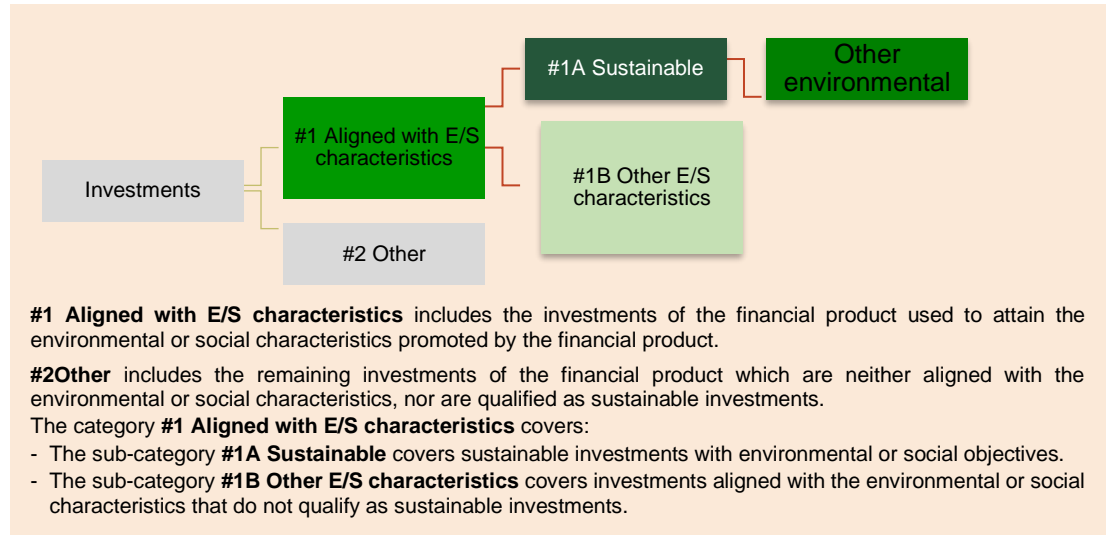 #1A Sustainable
Other
environmental
#1 Aligned with E/S
characteristics
#1B Other E/S
characteristics
Investments
#2 Other
#1 Aligned with E/S characteristics includes the investments of the financial product used to attain the
environmental or social characteristics promoted by the financial product.
#2Other includes the remaining investments of the financial product which are neither aligned with the
environmental or social characteristics, nor are qualified as sustainable investments.
The category #1 Aligned with E/S characteristics covers:
- The sub-category #1A Sustainable covers sustainable investments with environmental or social objectives.
- The sub-category #1B Other E/S characteristics covers investments aligned with the environmental or social
characteristics that do not qualify as sustainable investments.